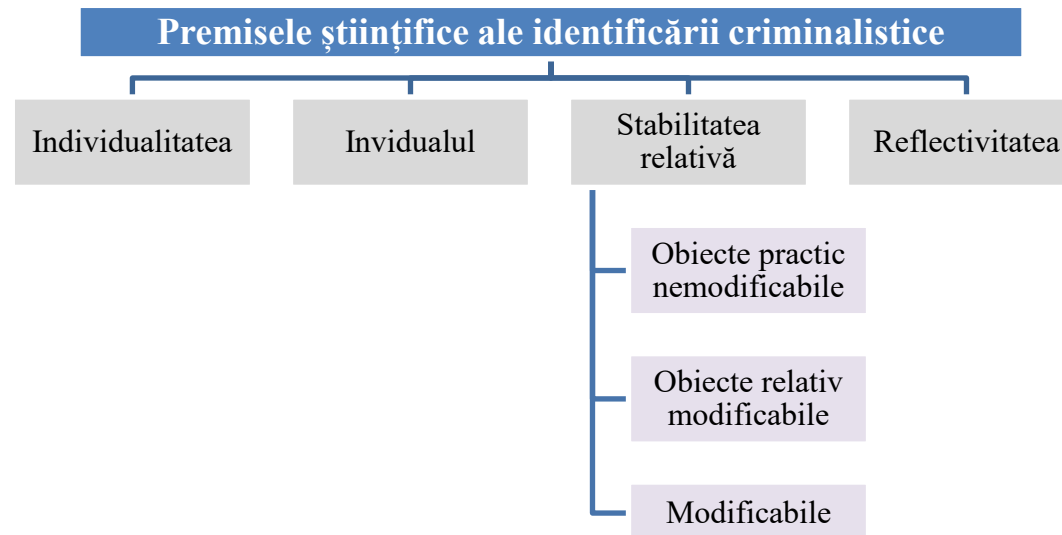 Premisele științifice ale identificării criminalistice
Individualitatea
Invidualul
Stabilitatea
relativă
Reflectivitatea
Obiecte practic
nemodificabile
Obiecte relativ
modificabile
Modificabile